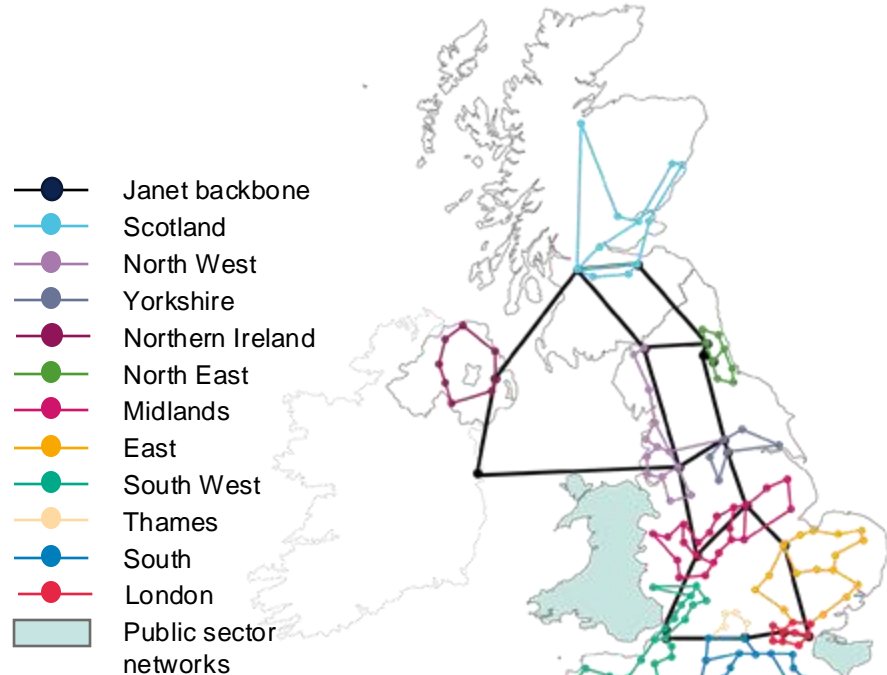 Janet backbone
Scotland
North West
Yorkshire
Northern Ireland
North East
Midlands
East
South West
Thames
South
London
Public sector
networks